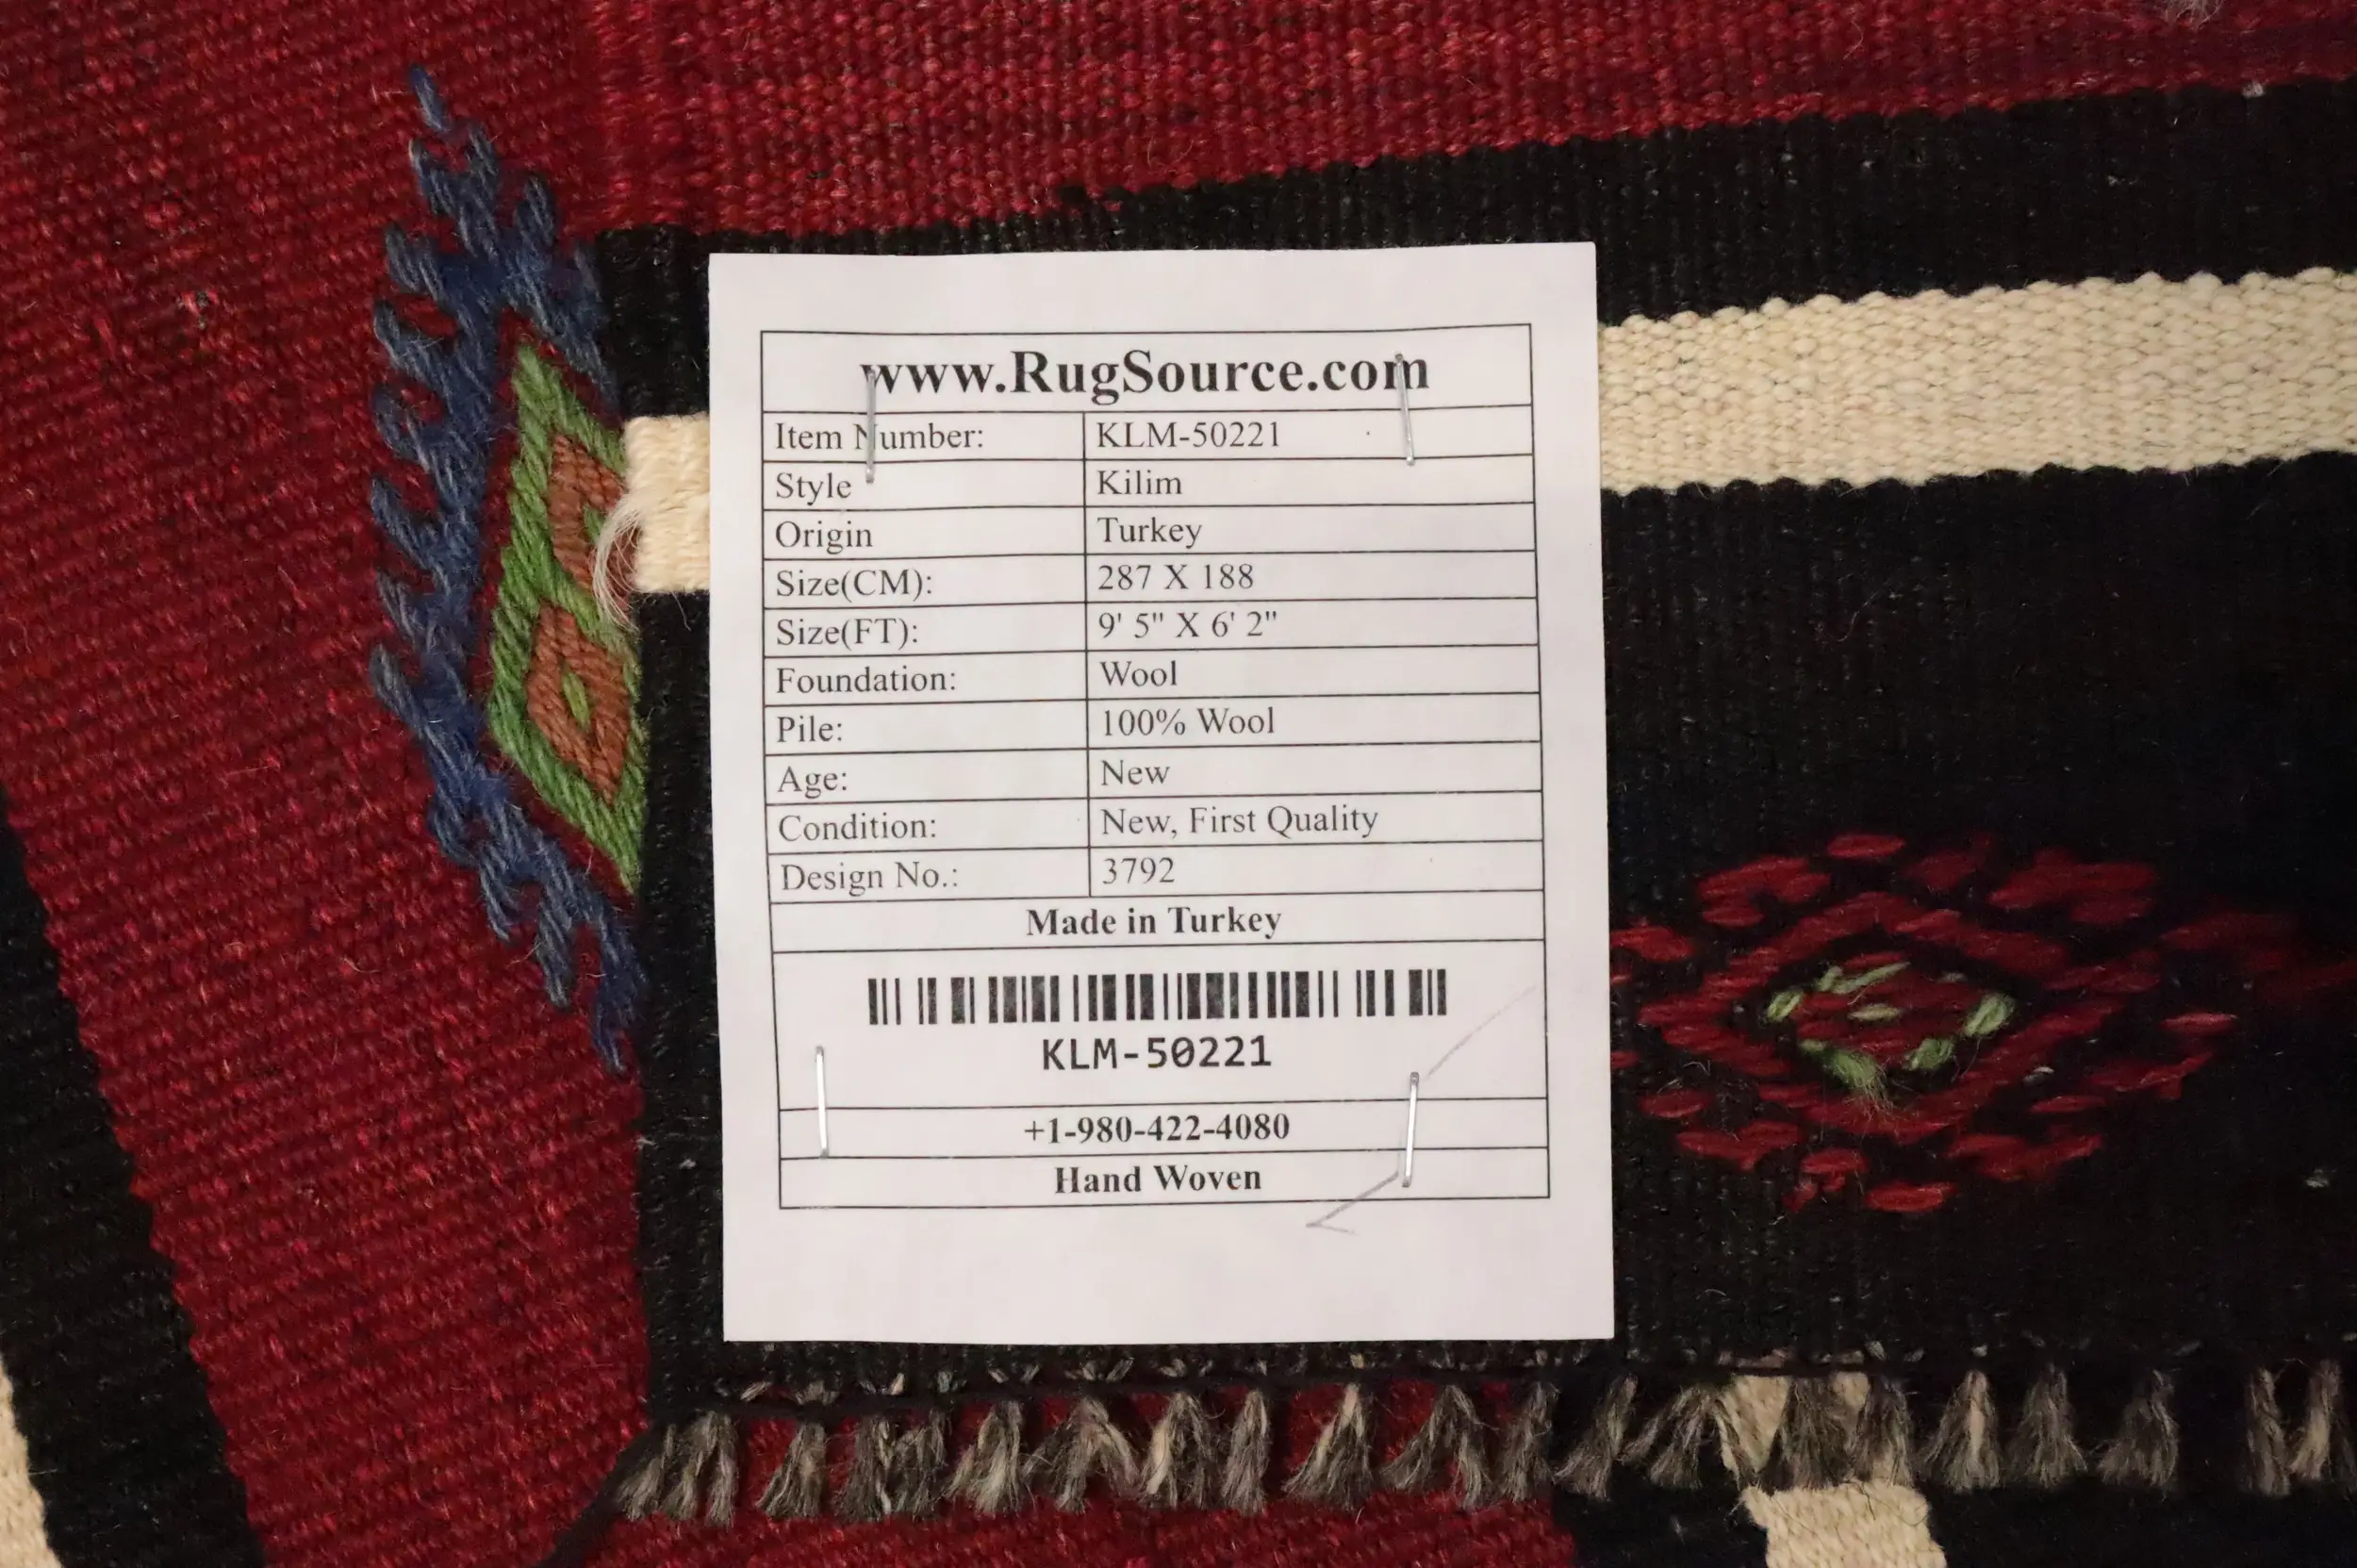 www.RugSource.com
Item Number: KLM-50221
Style Kilim
Origin Turkey
Size(CM): 287 X 188
Size(FT): 9' 5" X 6' 2"
Foundation: Wool
Pile: 100% Wool
Age: New
Condition: New, First Quality
Design No.: 3792
Made in Turkey
KLM-50221
+1-980-422-4080
Hand Woven